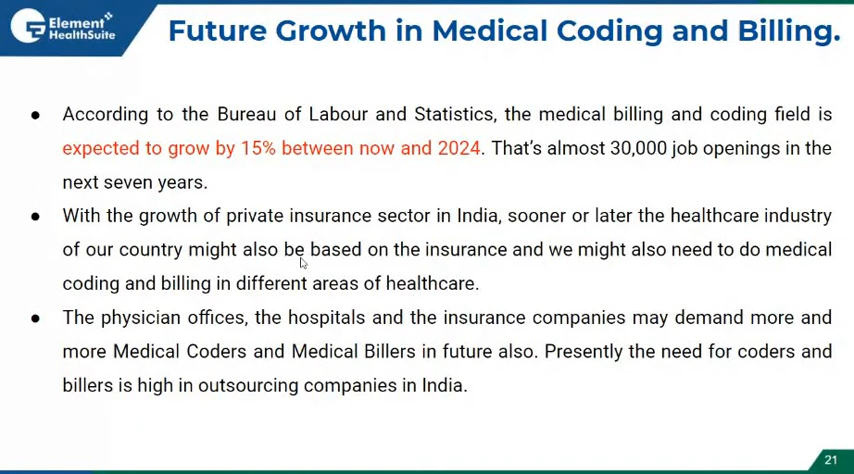 Element
HealthSuite
Future Growth in Medical Coding and Billing.
● According to the Bureau of Labour and Statistics, the medical billing and coding field is
expected to grow by 15% between now and 2024. That's almost 30,000 job openings in the
next seven years.
● With the growth of private insurance sector in India, sooner or later the healthcare industry
of our country might also be based on the insurance and we might also need to do medical
coding and billing in different areas of healthcare.
● The physician offices, the hospitals and the insurance companies may demand more and
more Medical Coders and Medical Billers in future also. Presently the need for coders and
billers is high in outsourcing companies in India.
21